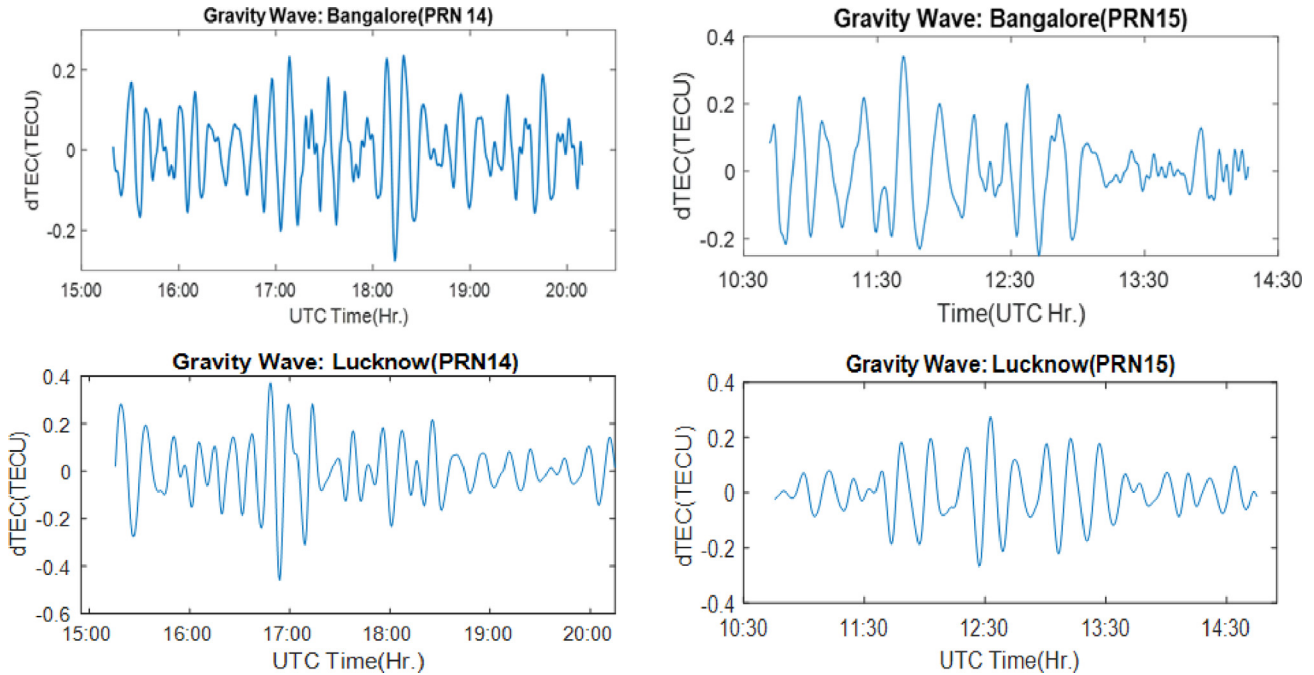 Gravity Wave: Bangalore(PRN 14)
dTEC(TECU)
0.2
0
-0.2
15:00 16:00 17:00 18:00 19:00 20:00
UTC Time(Hr.)
Gravity Wave: Bangalore(PRN15)
dTEC(TECU)
0.4
0.2
0
-0.2
10:30 11:30 12:30 13:30 14:30
Time(UTC Hr.)
Gravity Wave: Lucknow(PRN14)
dTEC(TECU)
0.4
0.2
0
-0.2
-0.4
-0.6
15:00 16:00 17:00 18:00 19:00 20:00
UTC Time(Hr.)
Gravity Wave: Lucknow(PRN15)
dTEC(TECU)
0.4
0.2
0
-0.2
-0.4
10:30 11:30 12:30 13:30 14:30
UTC Time(Hr.)